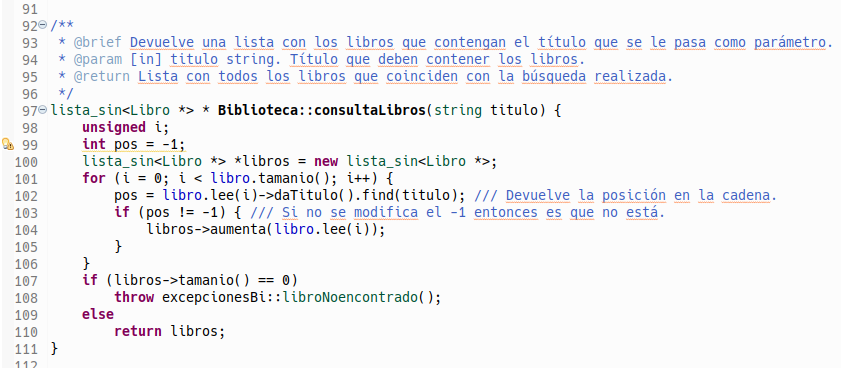 91
92 /**
93  * @brief Devuelve una lista con los libros que contengan el título que se le pasa como parámetro.
94  * @param [in] titulo string. Título que deben contener los libros.
95  * @return Lista con todos los libros que coinciden con la búsqueda realizada.
96  */
97 lista_sin<Libro *> * Biblioteca::consultaLibros(string titulo) {
98     unsigned i;
99     int pos = -1;
100     lista_sin<Libro *> *libros = new lista_sin<Libro *>;
101     for (i = 0; i < libro.tamanio(); i++) {
102         pos = libro.lee(i)->daTitulo().find(titulo); /// Devuelve la posición en la cadena.
103         if (pos != -1) { /// Si no se modifica el -1 entonces es que no está.
104             libros->aumenta(libro.lee(i));
105         }
106     }
107     if (libros->tamanio() == 0)
108         throw excepcionesBi::libroNoencontrado();
109     else
110         return libros;
111 }
112